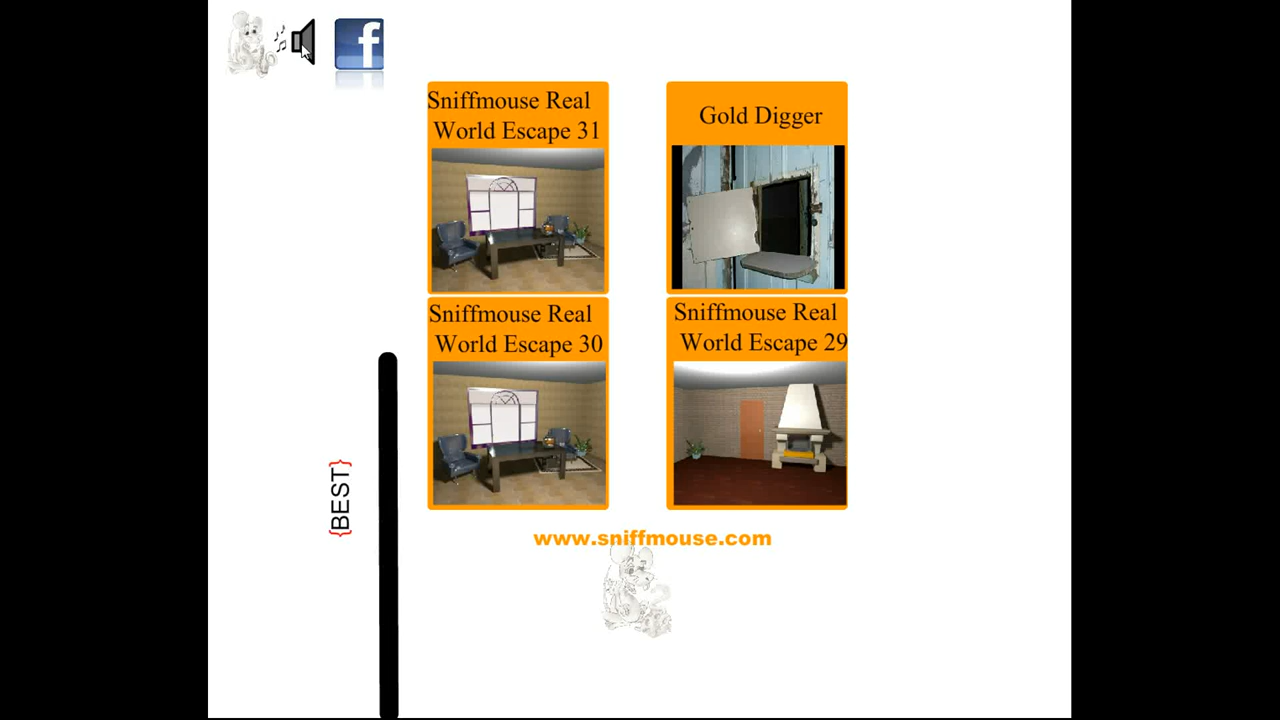 f
Sniffmouse Real
World Escape 31
Gold Digger
Sniffmouse Real
World Escape 30
Sniffmouse Real
World Escape 29
{BEST}
www.sniffmouse.com